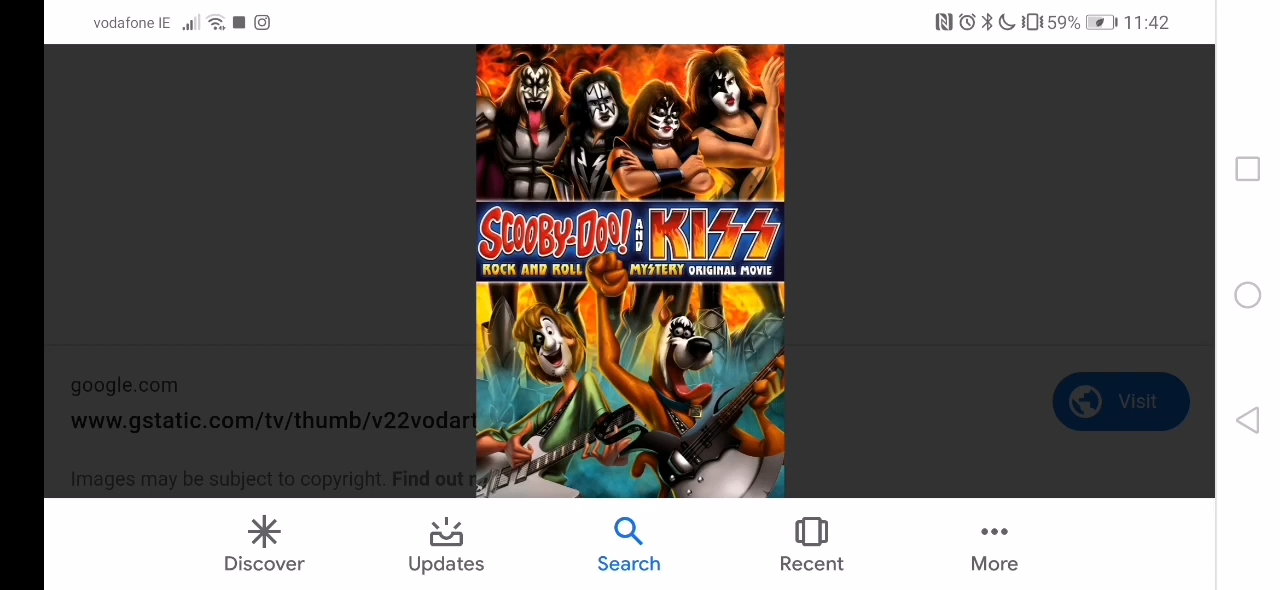 vodafone IE
59%
11:42
SCOOBY-DOO! AND KISS
ROCK AND ROLL MYSTERY ORIGINAL MOVIE
google.com
www.gstatic.com/tv/thumb/v22vodart
Visit
Images may be subject to copyright. Find out
Discover
Updates
Search
Recent
More